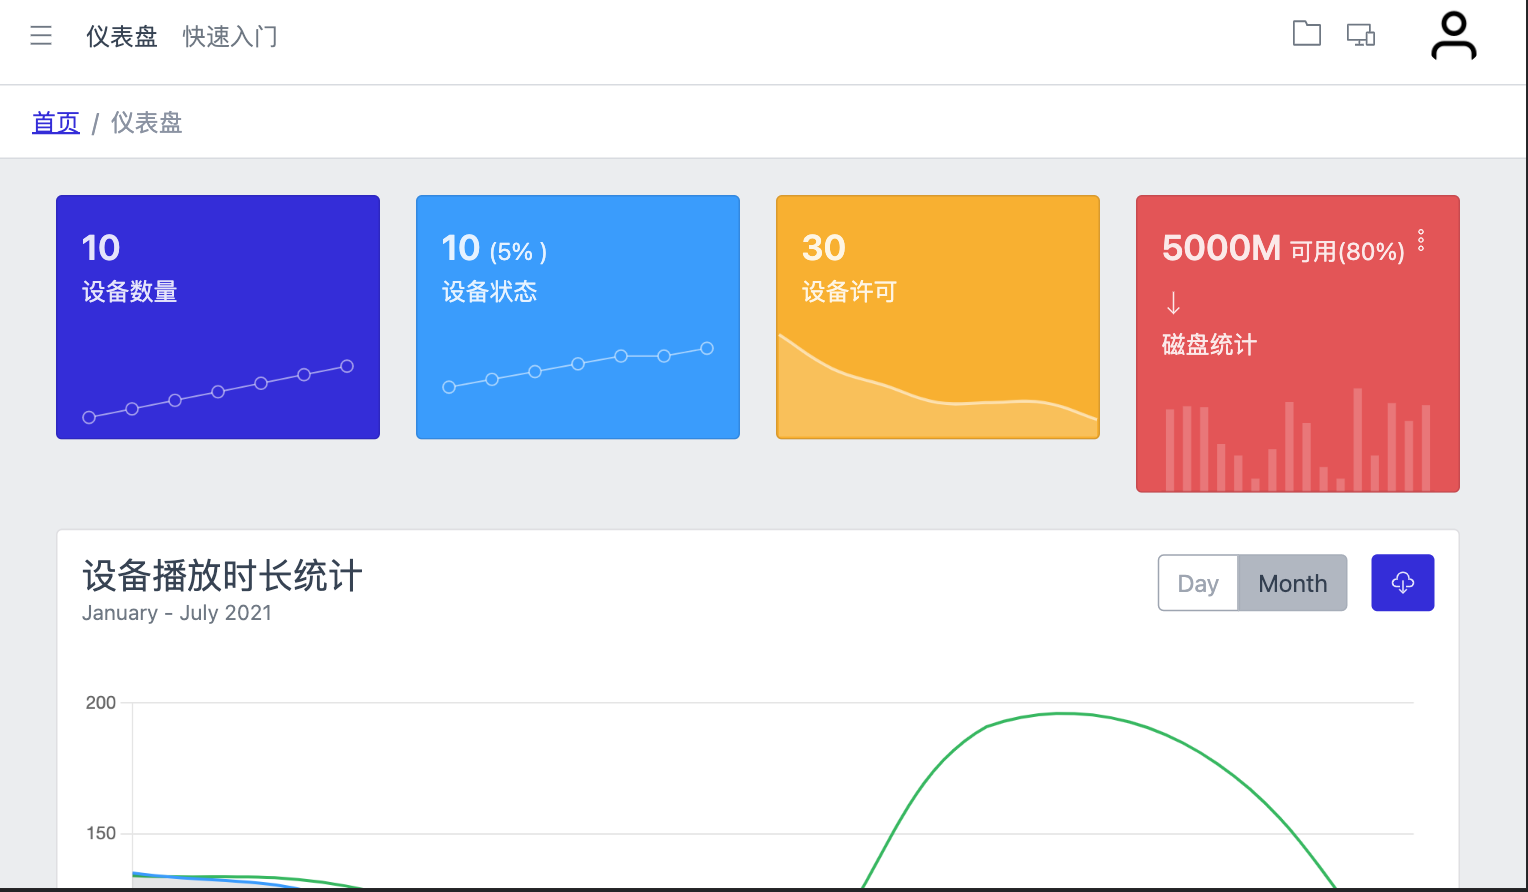 仪表盘 快速入门
首页 / 仪表盘
10
设备数量
10 (5% )
设备状态
30
设备许可
5000M 可用(80%)
磁盘统计
设备播放时长统计
January - July 2021
Day Month
200
150